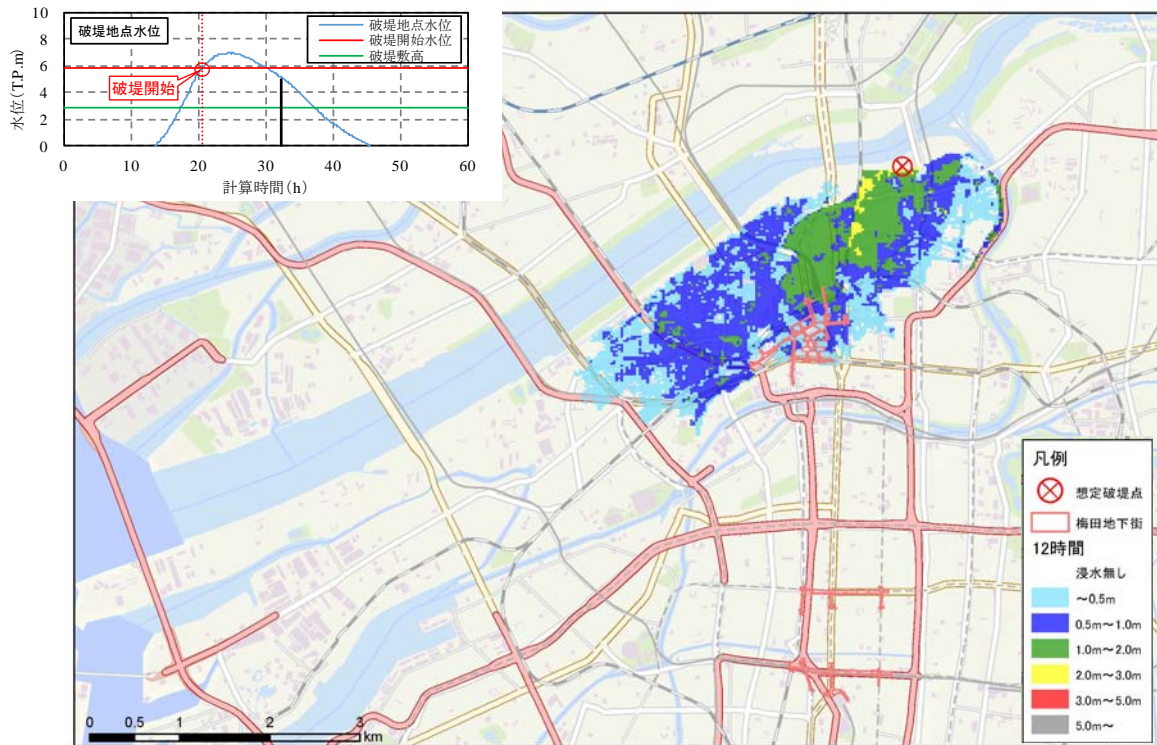 破堤地点水位
破堤地点水位
破堤開始水位
破堤敷高
破堤開始
水位(T.P.m)
10
8
6
4
2
0
0 10 20 30 40 50 60
計算時間(h)
凡例
想定破堤点
梅田地下街
12時間
浸水無し
~0.5m
0.5m~1.0m
1.0m~2.0m
2.0m~3.0m
3.0m~5.0m
5.0m~
0 0.5 1 2 3
km